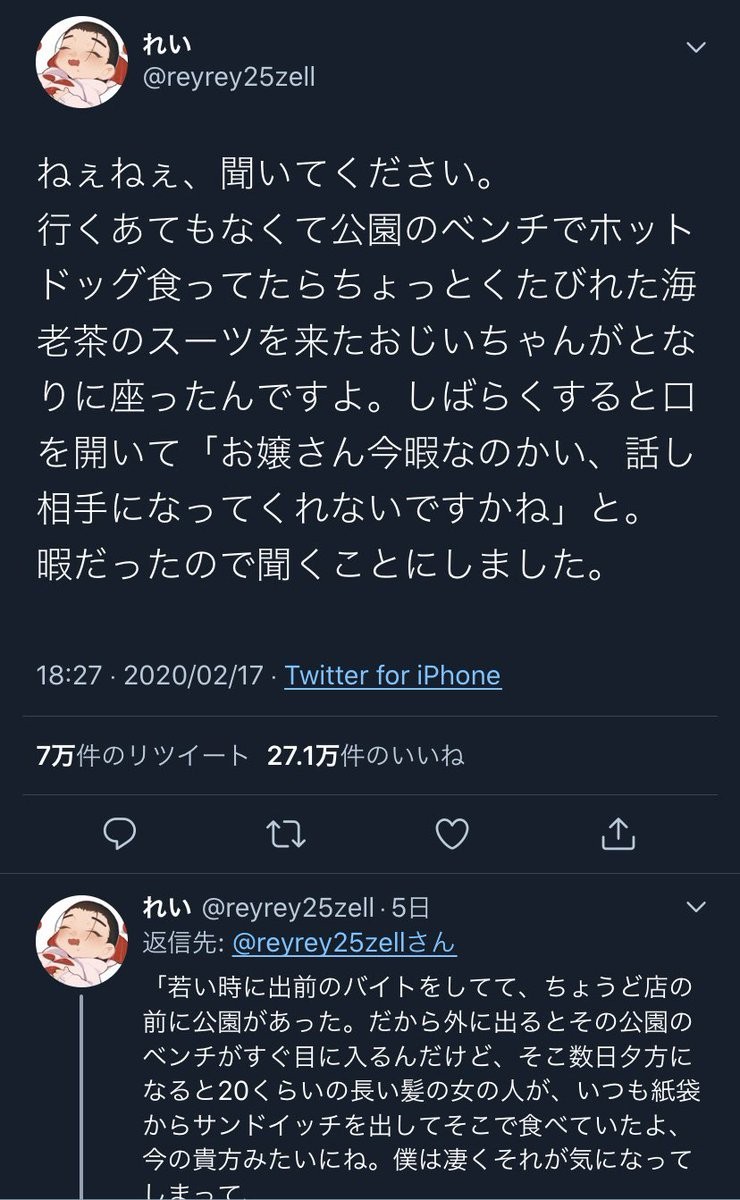 れい
@reyrey25zell
ねぇねぇ、聞いてください。
行くあてもなくて公園のベンチでホット
ドッグ食ってたらちょっとくたびれた海
老茶のスーツを来たおじいちゃんがとな
りに座ったんですよ。しばらくすると口
を開いて「お嬢さん今暇なのかい、話し
相手になってくれないですかね」と。
暇だったので聞くことにしました。
18:27 · 2020/02/17 · Twitter for iPhone
7万件のリツイート 27.1万件のいいね
れい @reyrey25zell · 5日
返信先: @reyrey25zellさん
「若い時に出前のバイトをしてて、ちょうど店の
前に公園があった。だから外に出るとその公園の
ベンチがすぐ目に入るんだけど、そこ数日夕方に
なると20くらいの長い髪の女の人が、いつも紙袋
からサンドイッチを出してそこで食べていたよ、
今の貴方みたいにね。僕は凄くそれが気になって
しまって、